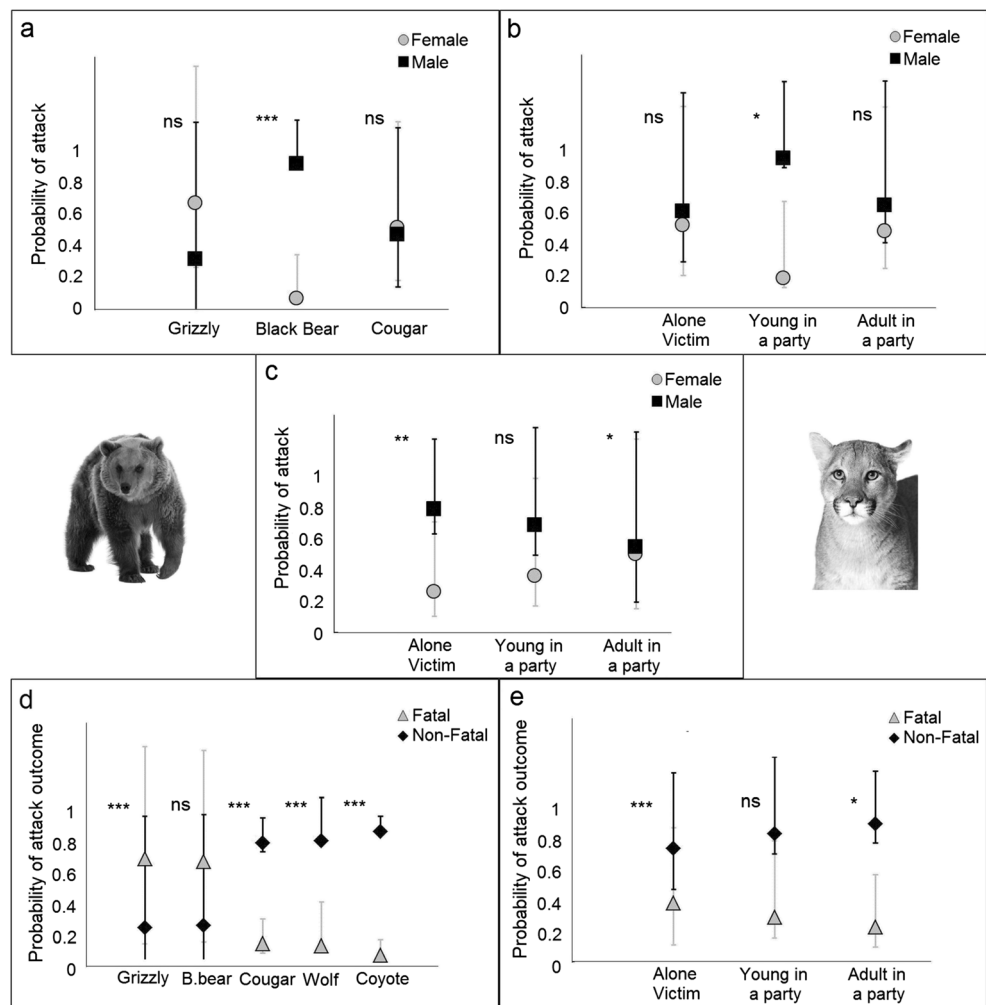 a
Female
Male
Probability of attack
1
0.8
0.6
0.4
0.2
0
ns
***
ns
Grizzly
Black Bear
Cougar
b
Female
Male
Probability of attack
1
0.8
0.6
0.4
0.2
0
ns
*
ns
Alone
Victim
Young in
a party
Adult in
a party
c
Female
Male
Probability of attack
1
0.8
0.6
0.4
0.2
0
**
ns
*
Alone
Victim
Young in
a party
Adult in
a party
d
Fatal
Non-Fatal
Probability of attack outcome
1
0.8
0.6
0.4
0.2
0
***
ns
***
***
***
Grizzly
B.bear
Cougar
Wolf
Coyote
e
Fatal
Non-Fatal
Probability of attack outcome
1
0.8
0.6
0.4
0.2
0
***
ns
*
Alone
Victim
Young in
a party
Adult in
a party